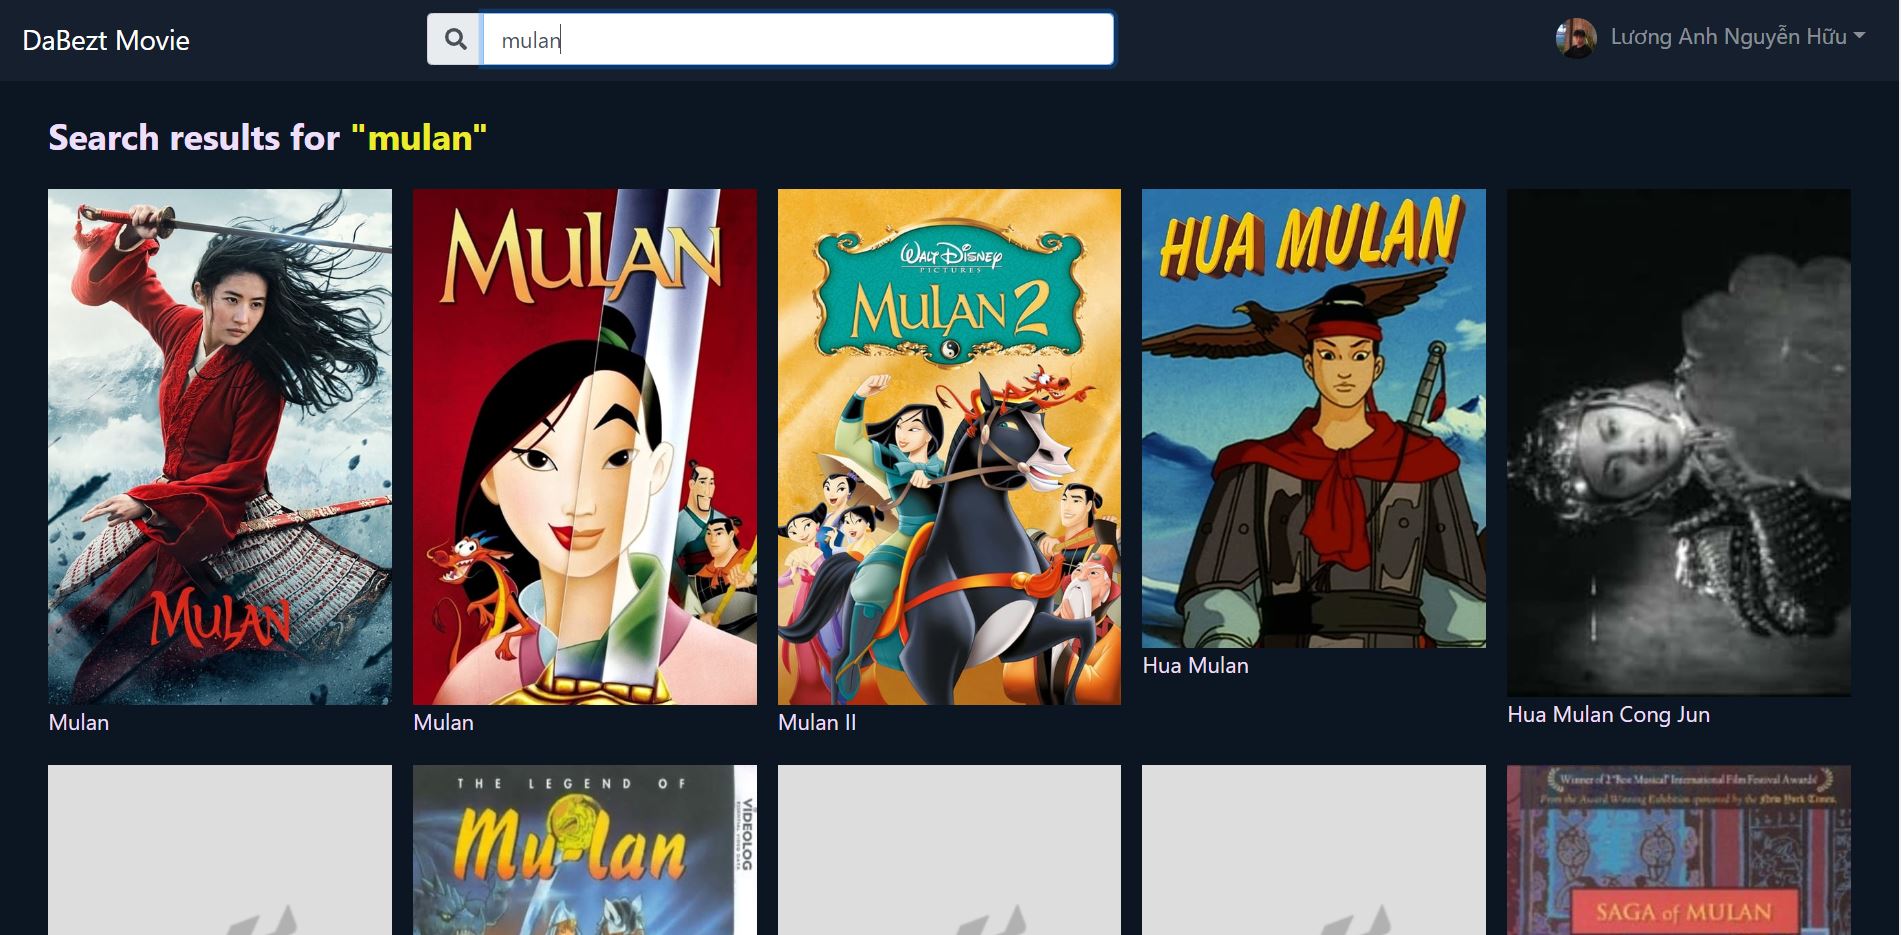 DaBezt Movie
mulan
Lương Anh Nguyễn Hữu
Search results for "mulan"
MULAN
MULAN
WALT DISNEY
PICTURES
MULAN 2
HUA MULAN
Mulan
Mulan
Mulan II
Hua Mulan
Hua Mulan Cong Jun
THE LEGEND OF
Mu-lan
VIDEOLOG
Winner of 2 "Best Musical" International Film Festival Awards!
From the Award Winning Exhibition sponsored by the New York Times.
SAGA of MULAN